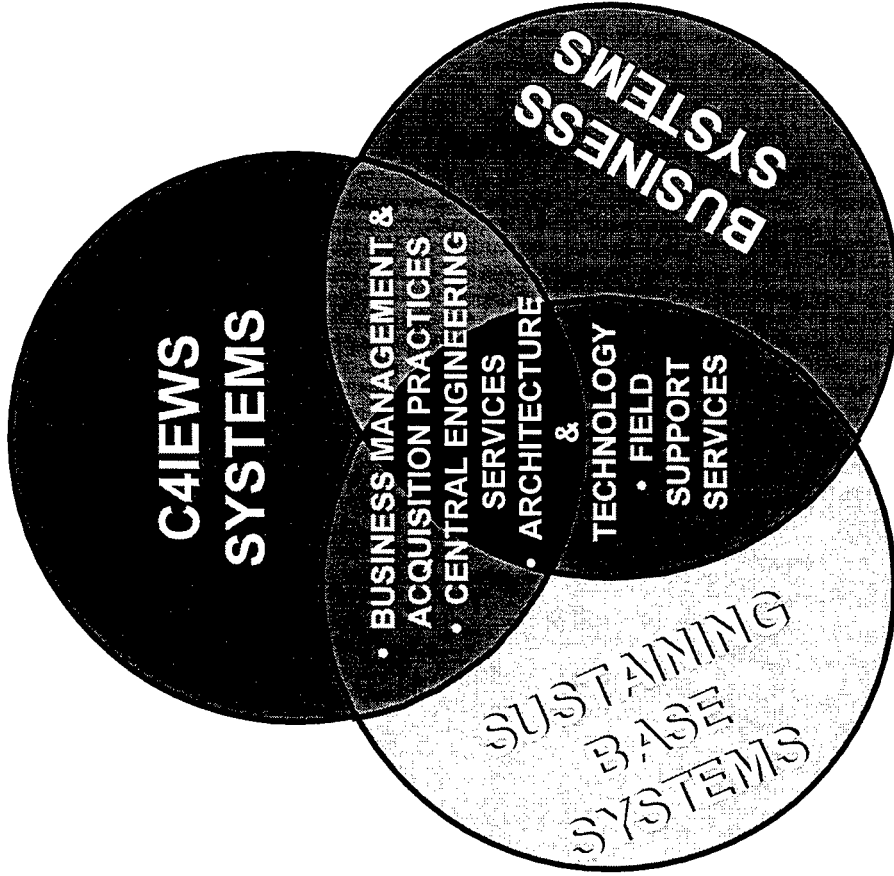 C4IEWS
SYSTEMS
• BUSINESS MANAGEMENT &
ACQUISITION PRACTICES
• CENTRAL ENGINEERING
SERVICES
• ARCHITECTURE
&
TECHNOLOGY
• FIELD
SUPPORT
SERVICES
SUSTAINING
BASE
SYSTEMS
BUSINESS
SYSTEMS